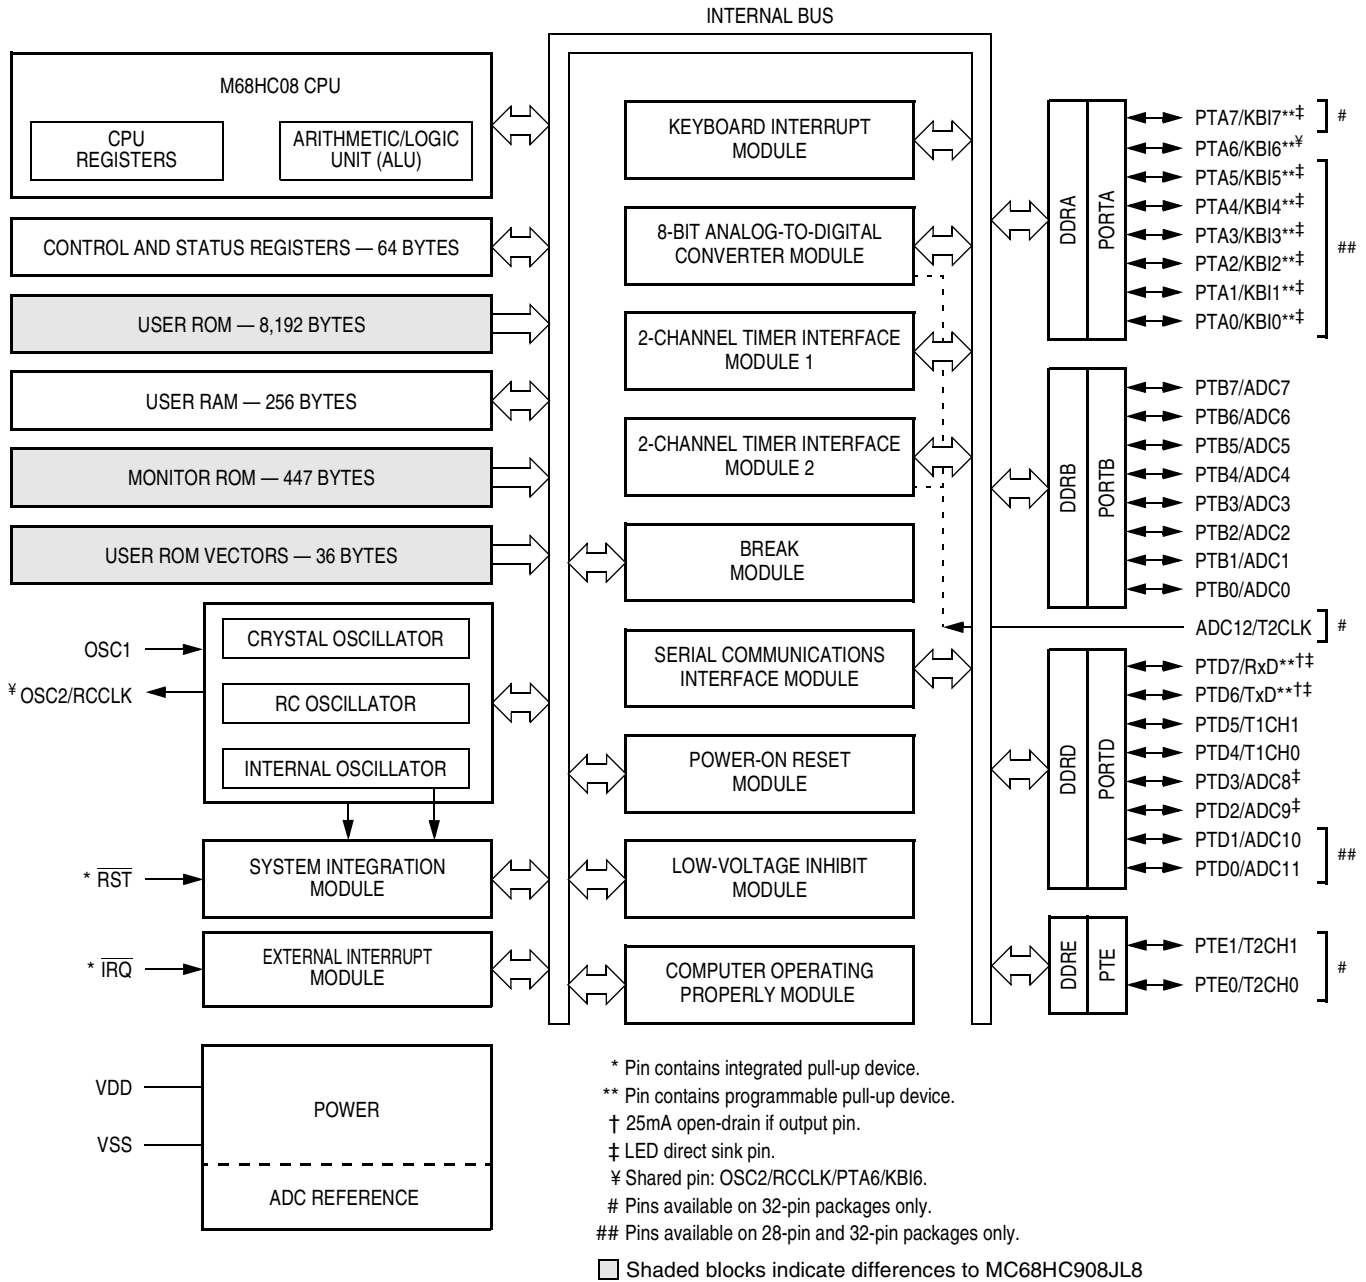 INTERNAL BUS
M68HC08 CPU
CPU
REGISTERS
ARITHMETIC/LOGIC
UNIT (ALU)
CONTROL AND STATUS REGISTERS — 64 BYTES
USER ROM — 8,192 BYTES
USER RAM — 256 BYTES
MONITOR ROM — 447 BYTES
USER ROM VECTORS — 36 BYTES
OSC1
¥ OSC2/RCCLK
CRYSTAL OSCILLATOR
RC OSCILLATOR
INTERNAL OSCILLATOR
* RST
SYSTEM INTEGRATION
MODULE
* IRQ
EXTERNAL INTERRUPT
MODULE
VDD
VSS
POWER
ADC REFERENCE
KEYBOARD INTERRUPT
MODULE
8-BIT ANALOG-TO-DIGITAL
CONVERTER MODULE
2-CHANNEL TIMER INTERFACE
MODULE 1
2-CHANNEL TIMER INTERFACE
MODULE 2
BREAK
MODULE
SERIAL COMMUNICATIONS
INTERFACE MODULE
POWER-ON RESET
MODULE
LOW-VOLTAGE INHIBIT
MODULE
COMPUTER OPERATING
PROPERLY MODULE
DDRA
PORTA
PTA7/KBI7**‡
#
PTA6/KBI6**¥
PTA5/KBI5**‡
PTA4/KBI4**‡
PTA3/KBI3**‡
##
PTA2/KBI2**‡
PTA1/KBI1**‡
PTA0/KBI0**‡
DDRB
PORTB
PTB7/ADC7
PTB6/ADC6
PTB5/ADC5
PTB4/ADC4
PTB3/ADC3
PTB2/ADC2
PTB1/ADC1
PTB0/ADC0
ADC12/T2CLK
#
DDRD
PORTD
PTD7/RxD**†‡
PTD6/TxD**†‡
PTD5/T1CH1
PTD4/T1CH0
PTD3/ADC8‡
PTD2/ADC9‡
PTD1/ADC10
##
PTD0/ADC11
DDRE
PTE
PTE1/T2CH1
#
PTE0/T2CH0
* Pin contains integrated pull-up device.
** Pin contains programmable pull-up device.
† 25mA open-drain if output pin.
‡ LED direct sink pin.
¥ Shared pin: OSC2/RCCLK/PTA6/KBI6.
# Pins available on 32-pin packages only.
## Pins available on 28-pin and 32-pin packages only.
Shaded blocks indicate differences to MC68HC908JL8